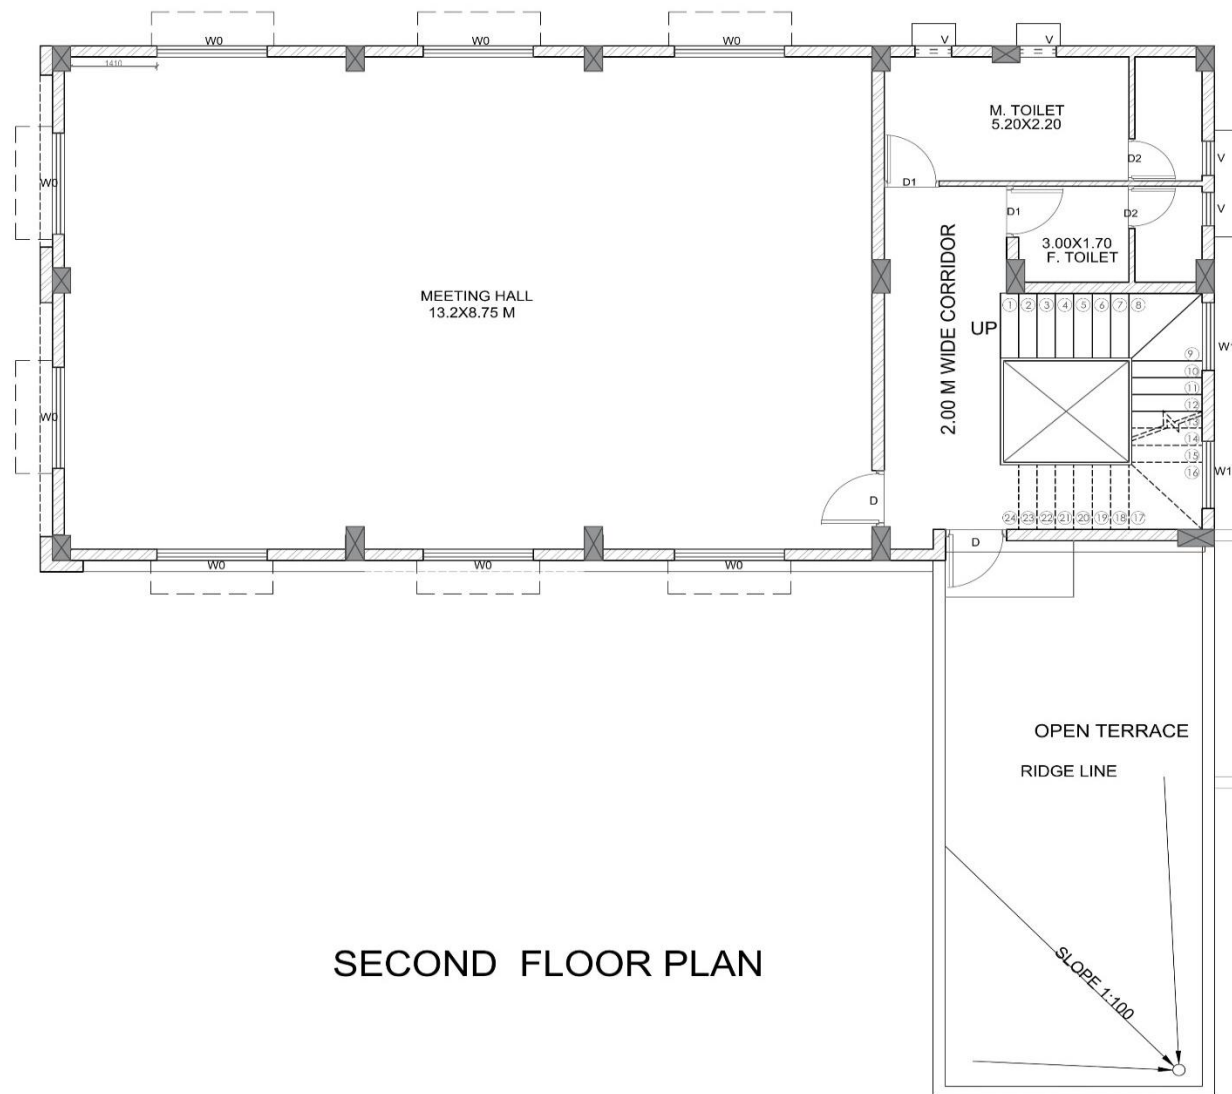 W0
W0
W0
V
V
1410
M. TOILET
5.20X2.20
D2
V
W0
D1
D1
D2
V
3.00X1.70
F. TOILET
2.00 M WIDE CORRIDOR
MEETING HALL
13.2X8.75 M
UP
1 2 3 4 5 6 7 8
9
W1
10
11
12
13
14
15
16
W1
W0
D
24 23 22 21 20 19 18 17
D
W0
W0
W0
OPEN TERRACE
RIDGE LINE
SECOND FLOOR PLAN
SLOPE 1:100